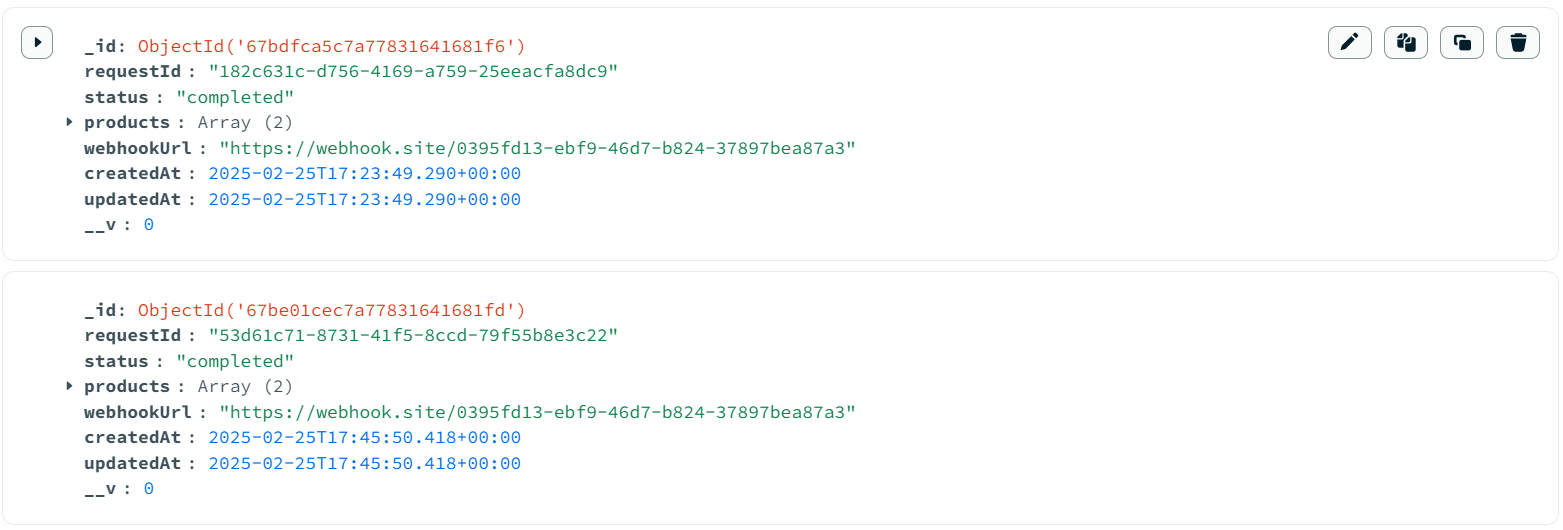 _id: ObjectId('67bdfca5c7a77831641681f6')
requestId : "182c631c-d756-4169-a759-25eeacfa8dc9"
status : "completed"
products : Array (2)
webhookUrl : "https://webhook.site/0395fd13-ebf9-46d7-b824-37897bea87a3"
createdAt : 2025-02-25T17:23:49.290+00:00
updatedAt : 2025-02-25T17:23:49.290+00:00
__v : 0
_id: ObjectId('67be01cec7a77831641681fd')
requestId : "53d61c71-8731-41f5-8ccd-79f55b8e3c22"
status : "completed"
products : Array (2)
webhookUrl : "https://webhook.site/0395fd13-ebf9-46d7-b824-37897bea87a3"
createdAt : 2025-02-25T17:45:50.418+00:00
updatedAt : 2025-02-25T17:45:50.418+00:00
__v : 0